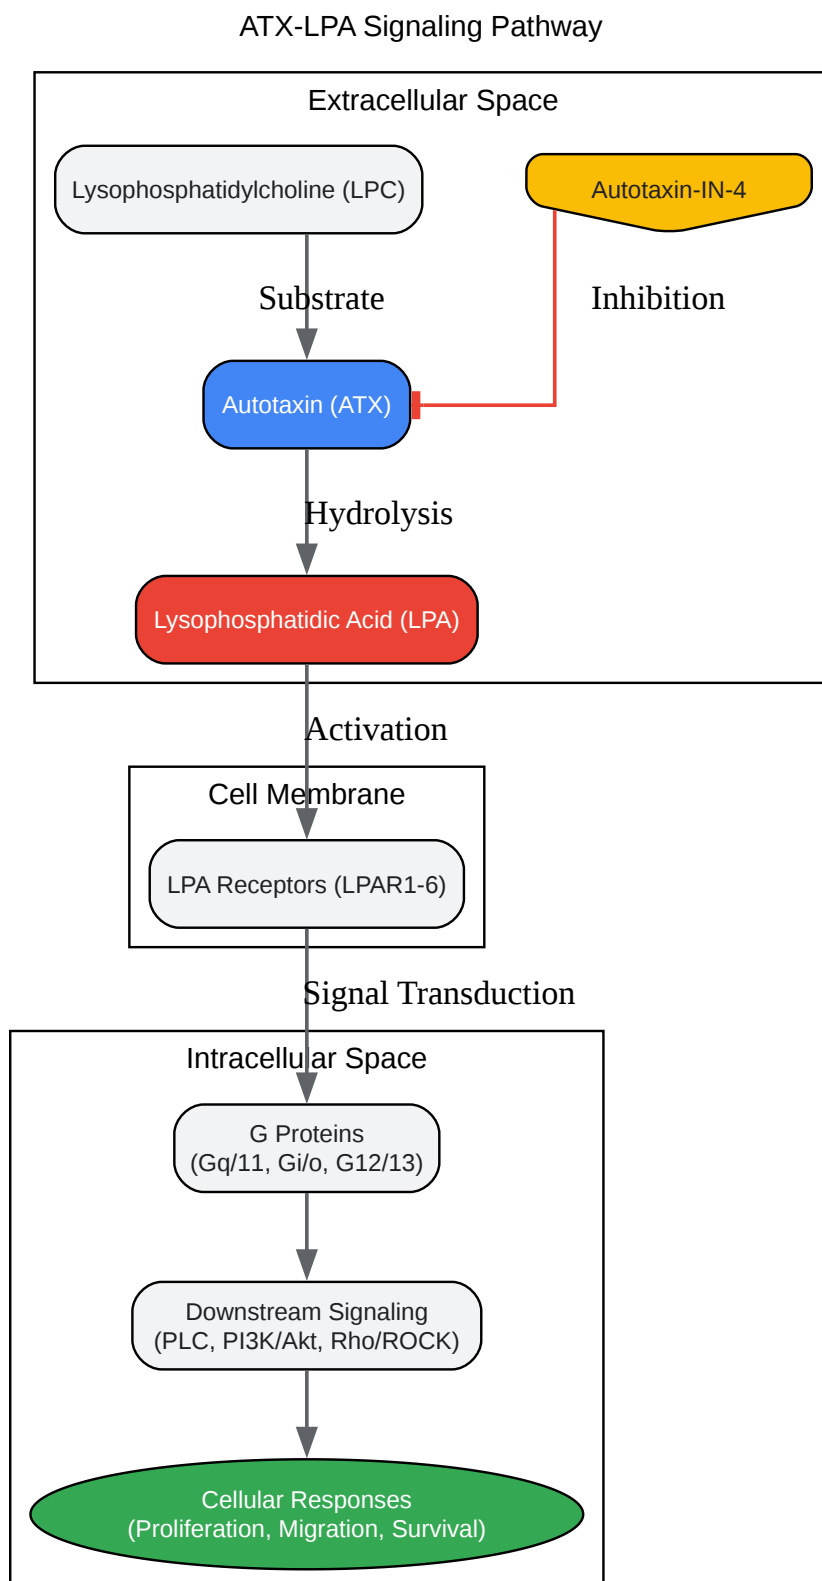 ATX-LPA Signaling Pathway
Extracellular Space
Lysophosphatidylcholine (LPC)
Autotaxin-IN-4
Substrate
Inhibition
Autotaxin (ATX)
Hydrolysis
Lysophosphatidic Acid (LPA)
Activation
Cell Membrane
LPA Receptors (LPAR1-6)
Signal Transduction
Intracellular Space
G Proteins
(Gq/11, Gi/o, G12/13)
Downstream Signaling
(PLC, PI3K/Akt, Rho/ROCK)
Cellular Responses
(Proliferation, Migration, Survival)